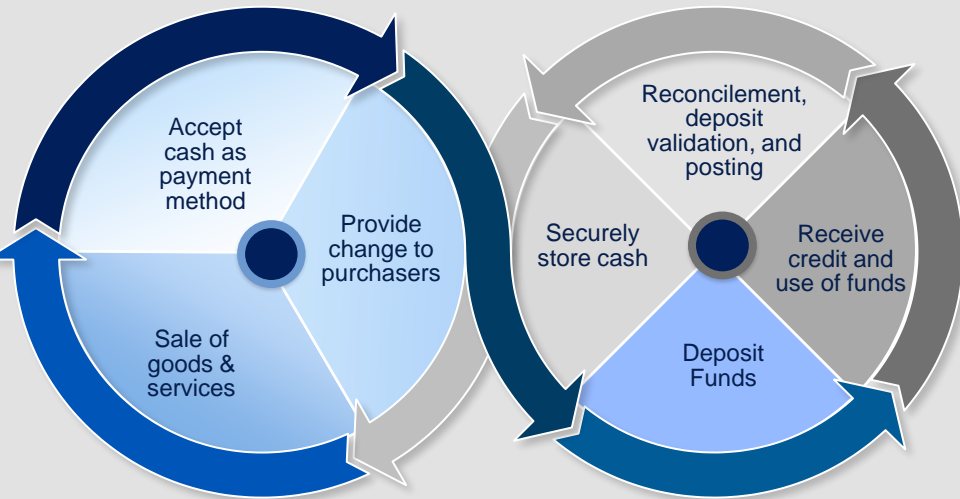 Accept
cash as
payment
method
Provide
change to
purchasers
Sale of
goods &
services
Reconcilement,
deposit
validation, and
posting
Securely
store cash
Receive
credit and
use of funds
Deposit
Funds